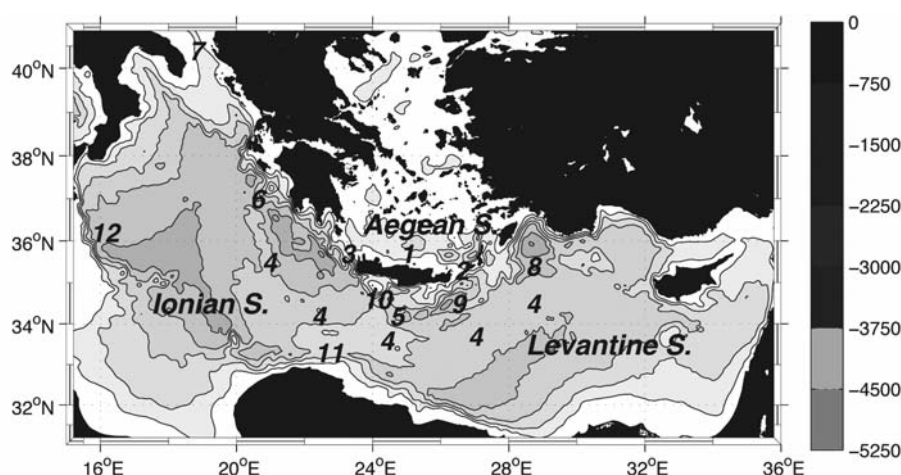 40°N
38°N
36°N
34°N
32°N
16°E
20°E
24°E
28°E
32°E
36°E
7
6
Aegean S.
12
4
3
1
2
8
Ionian S.
10
9
4
4
5
4
4
11
Levantine S.
0
−750
−1500
−2250
−3000
−3750
−4500
−5250